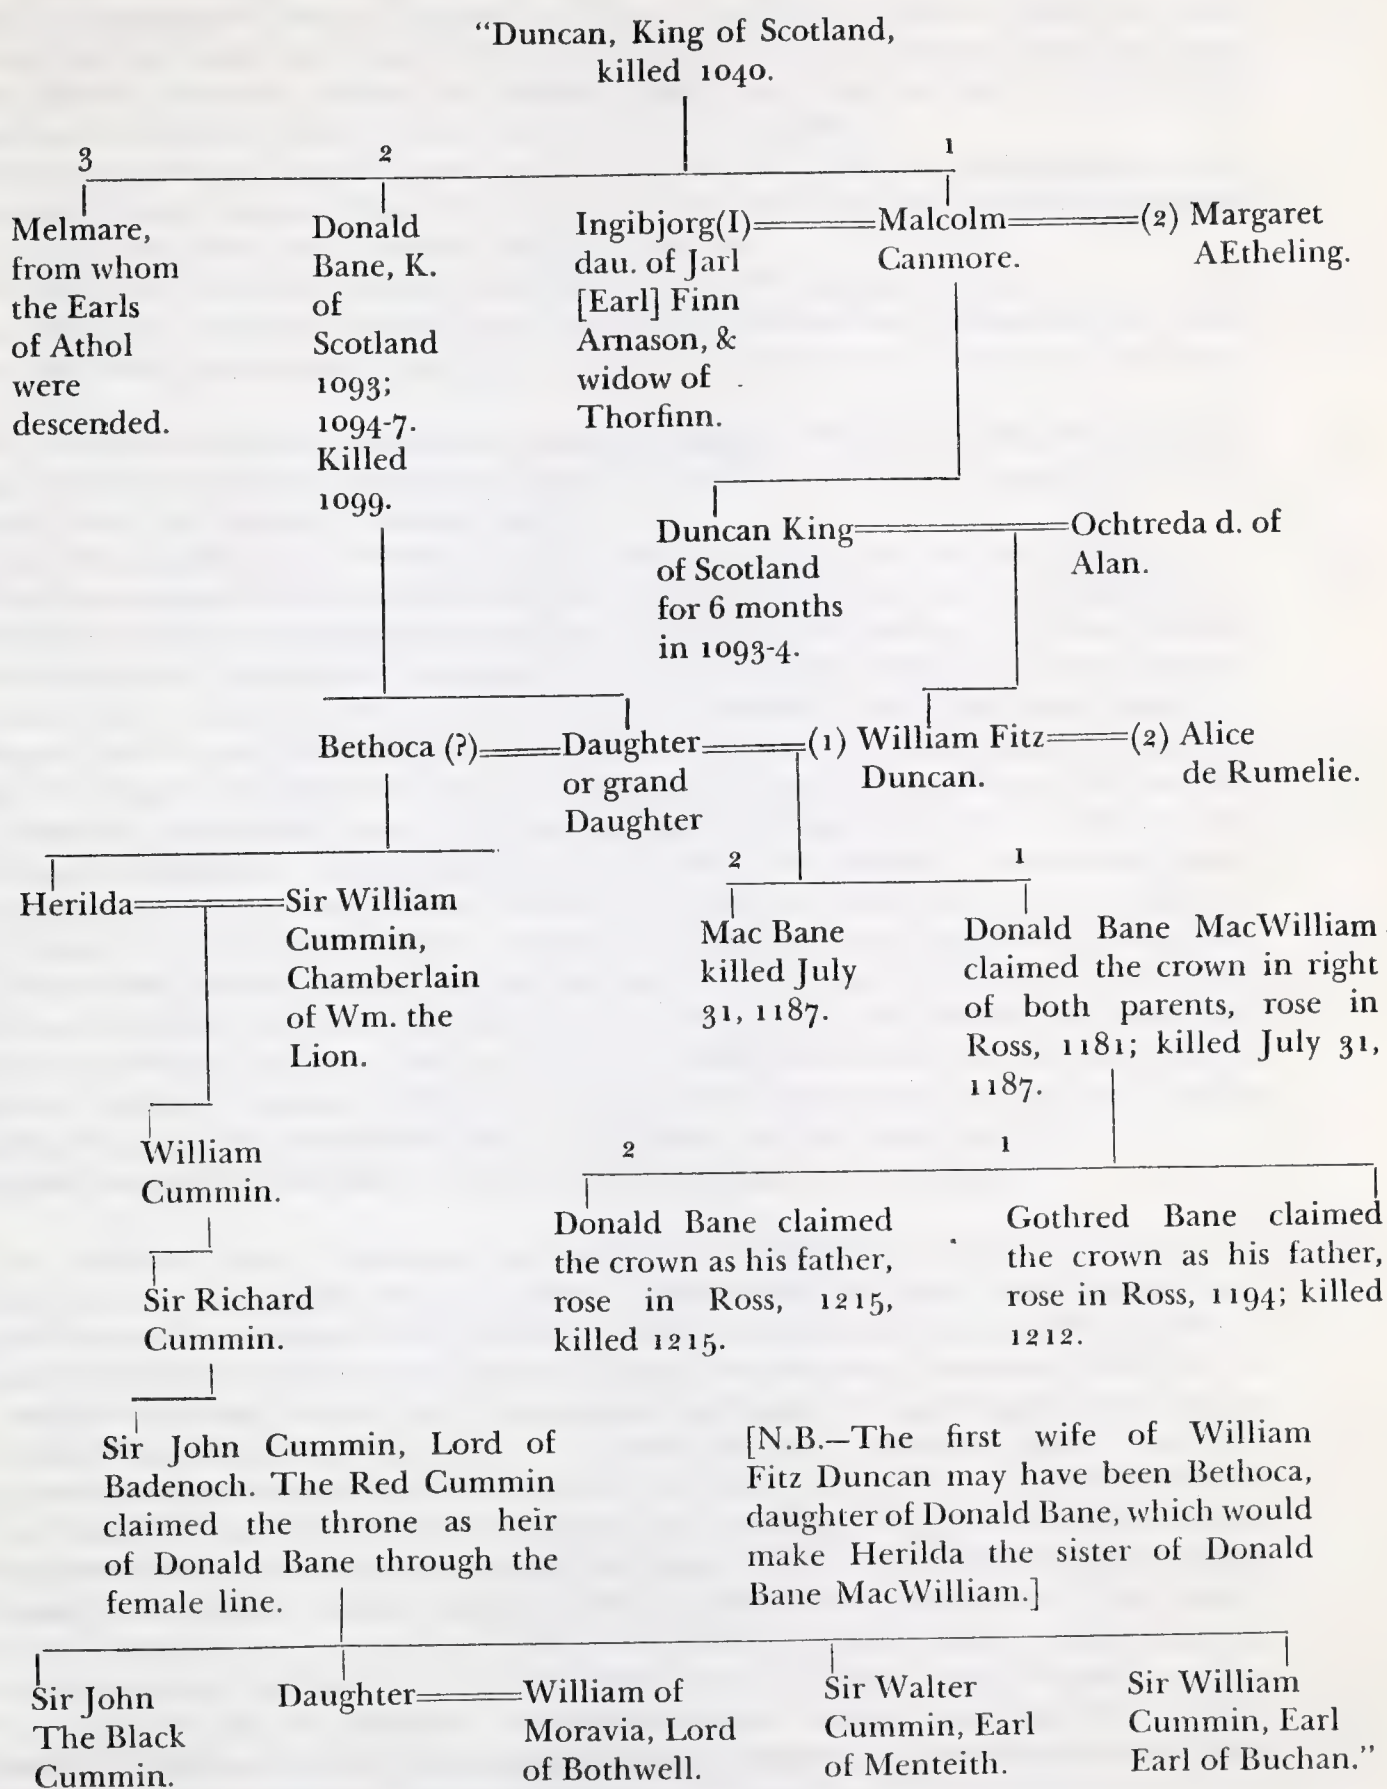 “Duncan, King of Scotland,
killed 1040.
3
2
1
Melmare,
from whom
the Earls
of Athol
were
descended.
Donald
Bane, K.
of
Scotland
1093;
1094-7.
Killed
1099.
Ingibjorg(I)
dau. of Jarl
[Earl] Finn
Arnason, &
widow of
Thorfinn.
Malcolm
Canmore.
(2) Margaret
AEtheling.
Duncan King
of Scotland
for 6 months
in 1093-4.
Ochtreda d. of
Alan.
Bethoca (?)
Daughter
or grand
Daughter
(1) William Fitz
Duncan.
(2) Alice
de Rumelie.
Herilda
Sir William
Cummin,
Chamberlain
of Wm. the
Lion.
2
1
Mac Bane
killed July
31, 1187.
Donald Bane MacWilliam
claimed the crown in right
of both parents, rose in
Ross, 1181; killed July 31,
1187.
William
Cummin.
2
1
Donald Bane claimed
the crown as his father,
rose in Ross, 1215,
killed 1215.
Gothred Bane claimed
the crown as his father,
rose in Ross, 1194; killed
1212.
Sir Richard
Cummin.
Sir John Cummin, Lord of
Badenoch. The Red Cummin
claimed the throne as heir
of Donald Bane through the
female line.
[N.B.—The first wife of William
Fitz Duncan may have been Bethoca,
daughter of Donald Bane, which would
make Herilda the sister of Donald
Bane MacWilliam.]
Sir John
The Black
Cummin.
Daughter
William of
Moravia, Lord
of Bothwell.
Sir Walter
Cummin, Earl
of Menteith.
Sir William
Cummin, Earl
Earl of Buchan.”